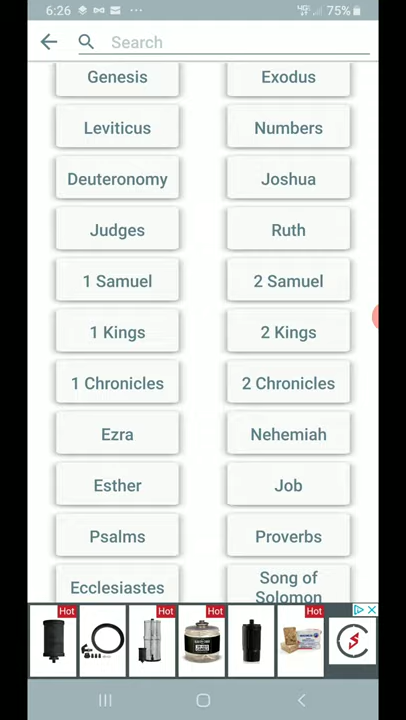 6:26 75%
Search
Genesis Exodus
Leviticus Numbers
Deuteronomy Joshua
Judges Ruth
1 Samuel 2 Samuel
1 Kings 2 Kings
1 Chronicles 2 Chronicles
Ezra Nehemiah
Esther Job
Psalms Proverbs
Ecclesiastes Song of
Solomon
Hot Hot Hot Hot